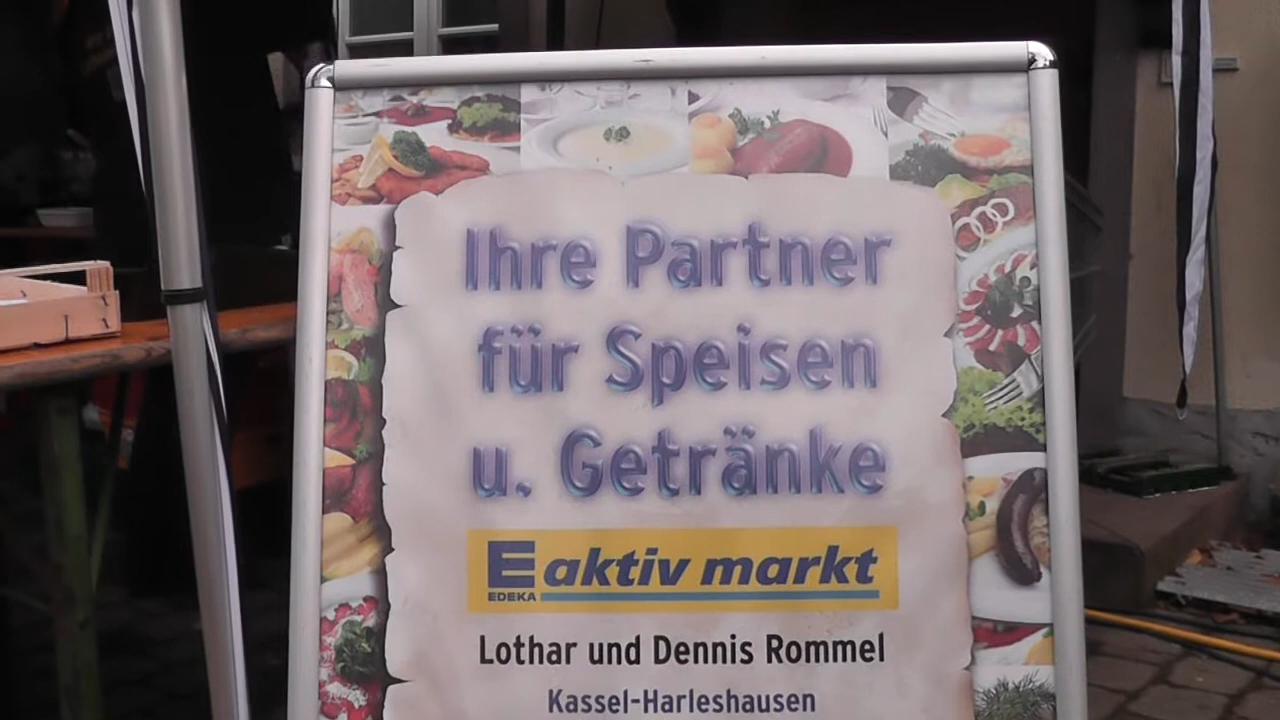 Ihre Partner
für Speisen
u. Getränke
E aktiv markt
EDEKA
Lothar und Dennis Rommel
Kassel-Harleshausen